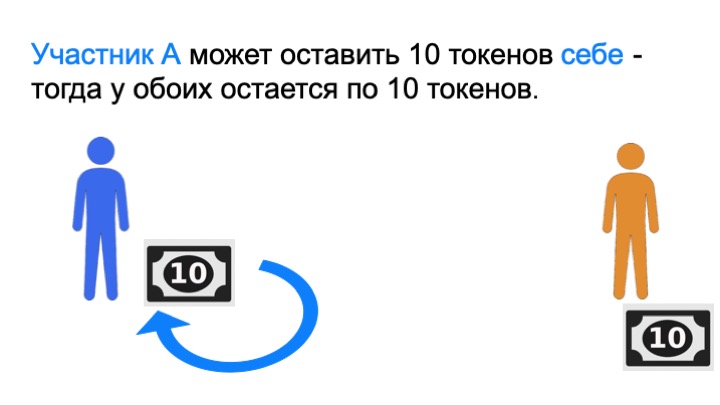 Участник А может оставить 10 токенов себе -
тогда у обоих остается по 10 токенов.
10
10